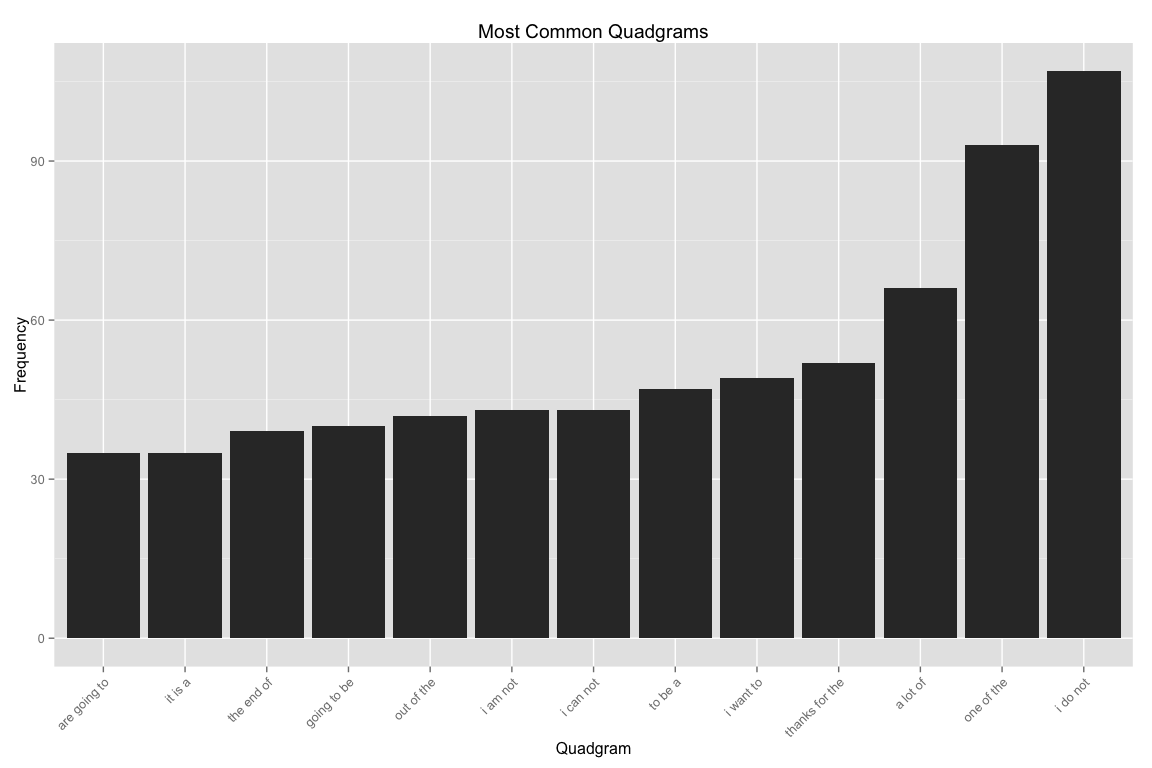 Most Common Quadgrams
Frequency
90
60
30
0
are going to
it is a
the end of
going to be
out of the
i am not
i can not
to be a
i want to
thanks for the
a lot of
one of the
i do not
Quadgram